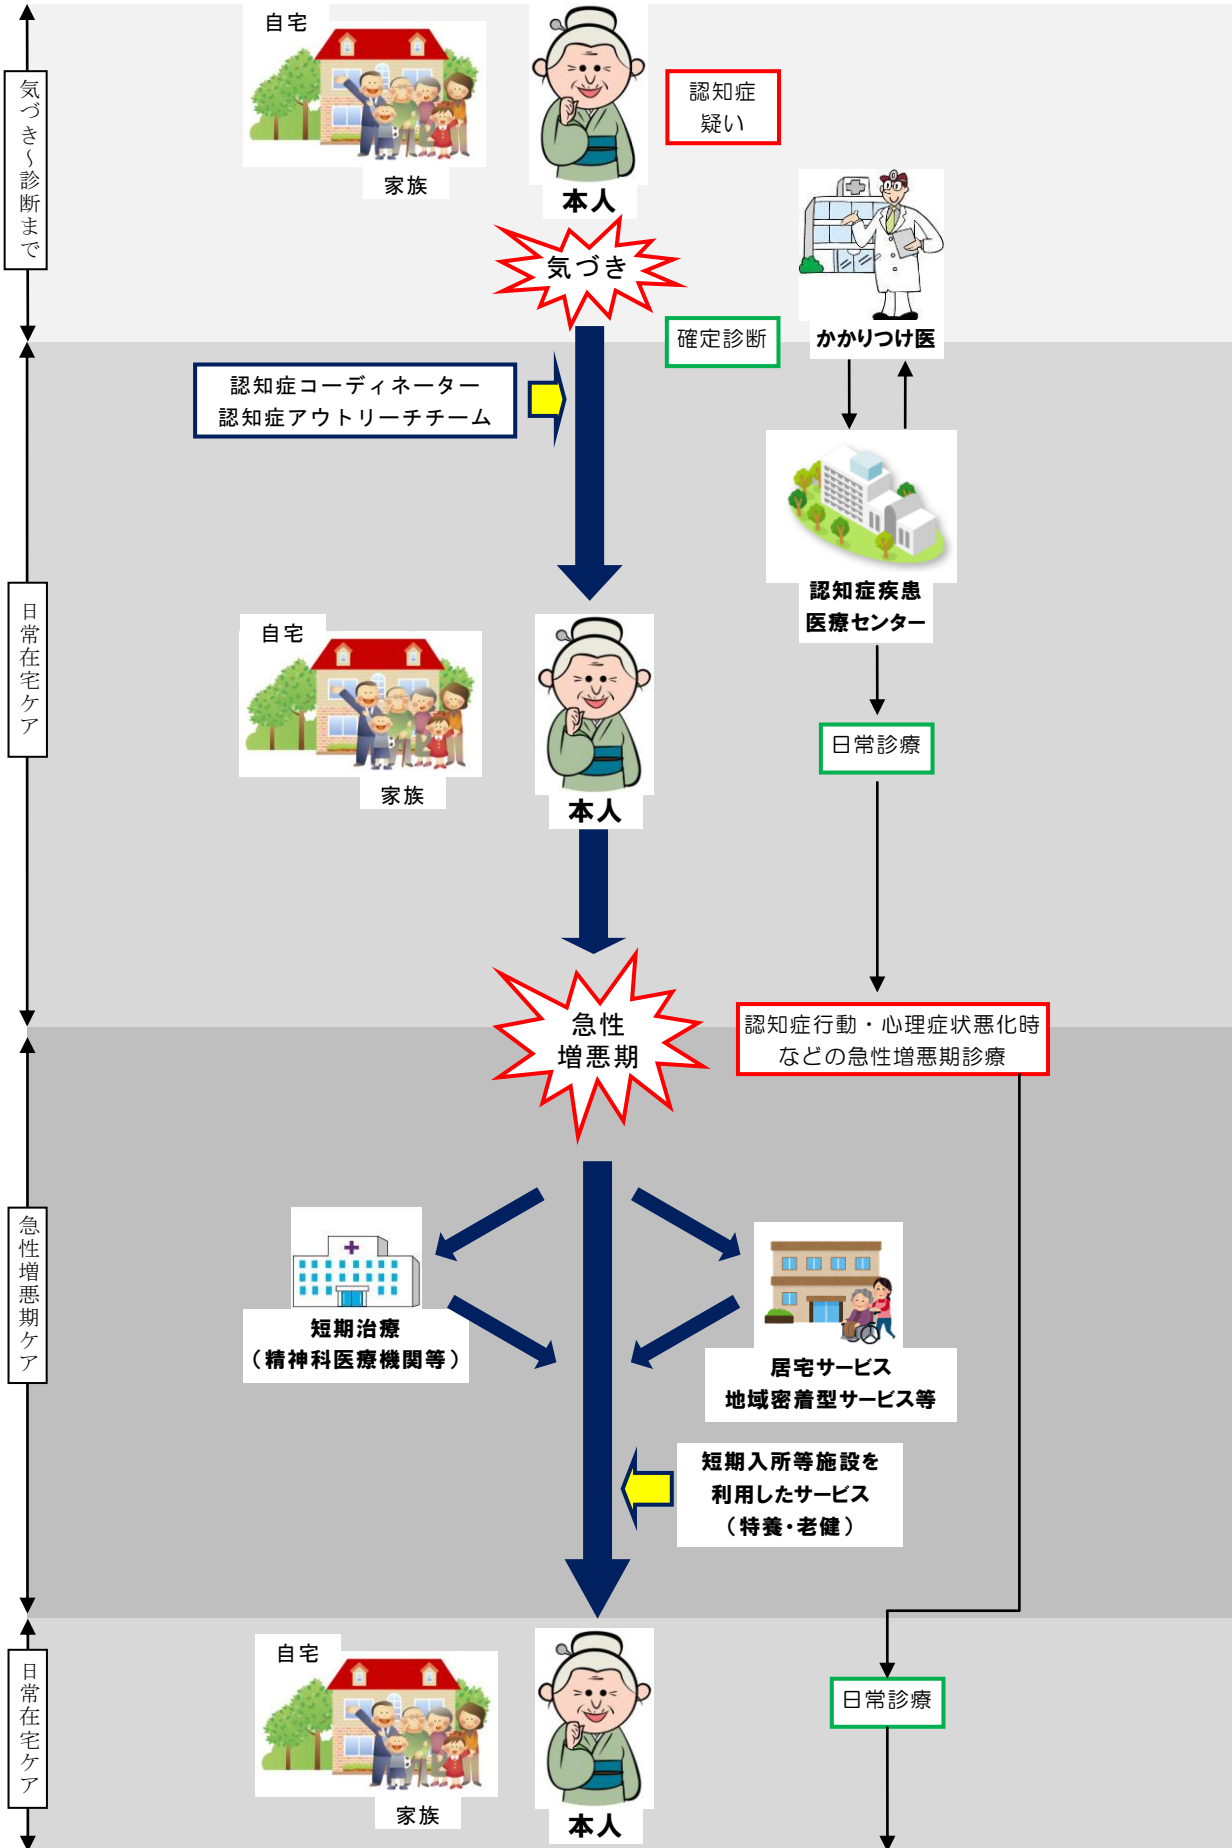 気づき～診断まで
自宅
家族
本人
認知症
疑い
気づき
かかりつけ医
確定診断
日常在宅ケア
認知症コーディネーター
認知症アウトリーチチーム
認知症疾患
医療センター
自宅
家族
本人
日常診療
急性
増悪期
認知症行動・心理症状悪化時
などの急性増悪期診療
急性増悪期ケア
短期治療
（精神科医療機関等）
居宅サービス
地域密着型サービス等
短期入所等施設を
利用したサービス
（特養・老健）
日常在宅ケア
自宅
家族
本人
日常診療